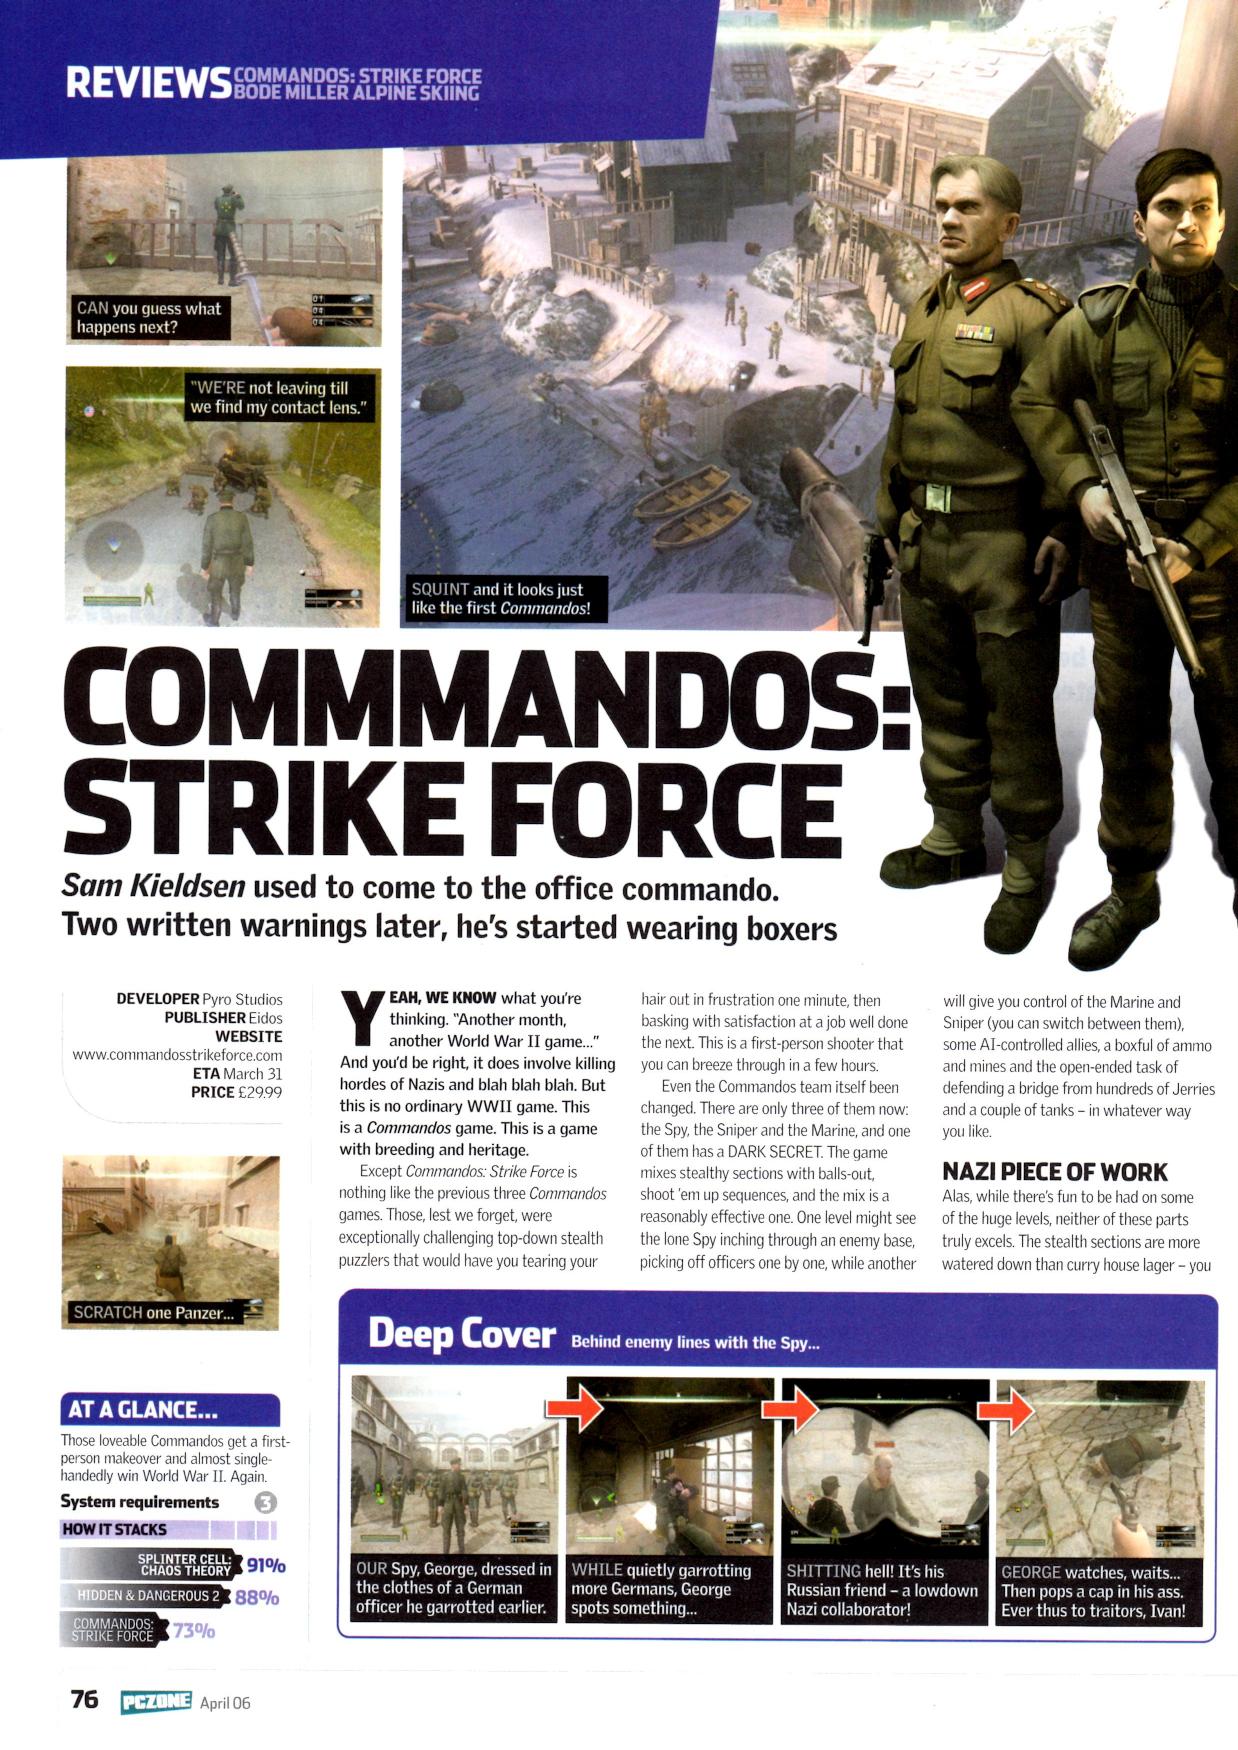 REVIEWS COMMANDOS: STRIKE FORCE
BODE MILLER ALPINE SKIING
CAN you guess what
happens next?
01
04
04
"WE'RE not leaving till
we find my contact lens."
SQUINT and it looks just
like the first Commandos!
COMMMANDOS:
STRIKE FORCE
Sam Kieldsen used to come to the office commando.
Two written warnings later, he's started wearing boxers
DEVELOPER Pyro Studios
PUBLISHER Eidos
WEBSITE
www.commandosstrikeforce.com
ETA March 31
PRICE £29.99
SCRATCH one Panzer...
AT A GLANCE...
Those loveable Commandos get a first-
person makeover and almost single-
handedly win World War II. Again.
System requirements 3
HOW IT STACKS
SPLINTER CELL:
CHAOS THEORY 91%
HIDDEN & DANGEROUS 2 88%
COMMANDOS:
STRIKE FORCE 73%
YEAH, WE KNOW what you're
thinking. "Another month,
another World War II game..."
And you'd be right, it does involve killing
hordes of Nazis and blah blah blah. But
this is no ordinary WWII game. This
is a Commandos game. This is a game
with breeding and heritage.
Except Commandos: Strike Force is
nothing like the previous three Commandos
games. Those, lest we forget, were
exceptionally challenging top-down stealth
puzzlers that would have you tearing your
hair out in frustration one minute, then
basking with satisfaction at a job well done
the next. This is a first-person shooter that
you can breeze through in a few hours.
Even the Commandos team itself been
changed. There are only three of them now:
the Spy, the Sniper and the Marine, and one
of them has a DARK SECRET. The game
mixes stealthy sections with balls-out,
shoot 'em up sequences, and the mix is a
reasonably effective one. One level might see
the lone Spy inching through an enemy base,
picking off officers one by one, while another
will give you control of the Marine and
Sniper (you can switch between them),
some AI-controlled allies, a boxful of ammo
and mines and the open-ended task of
defending a bridge from hundreds of Jerries
and a couple of tanks – in whatever way
you like.
NAZI PIECE OF WORK
Alas, while there's fun to be had on some
of the huge levels, neither of these parts
truly excels. The stealth sections are more
watered down than curry house lager – you
Deep Cover Behind enemy lines with the Spy...
OUR Spy, George, dressed in
the clothes of a German
officer he garrotted earlier.
WHILE quietly garrotting
more Germans, George
spots something...
SHITTING hell! It's his
Russian friend – a lowdown
Nazi collaborator!
GEORGE watches, waits...
Then pops a cap in his ass.
Ever thus to traitors, Ivan!
76 PCZONE April 06